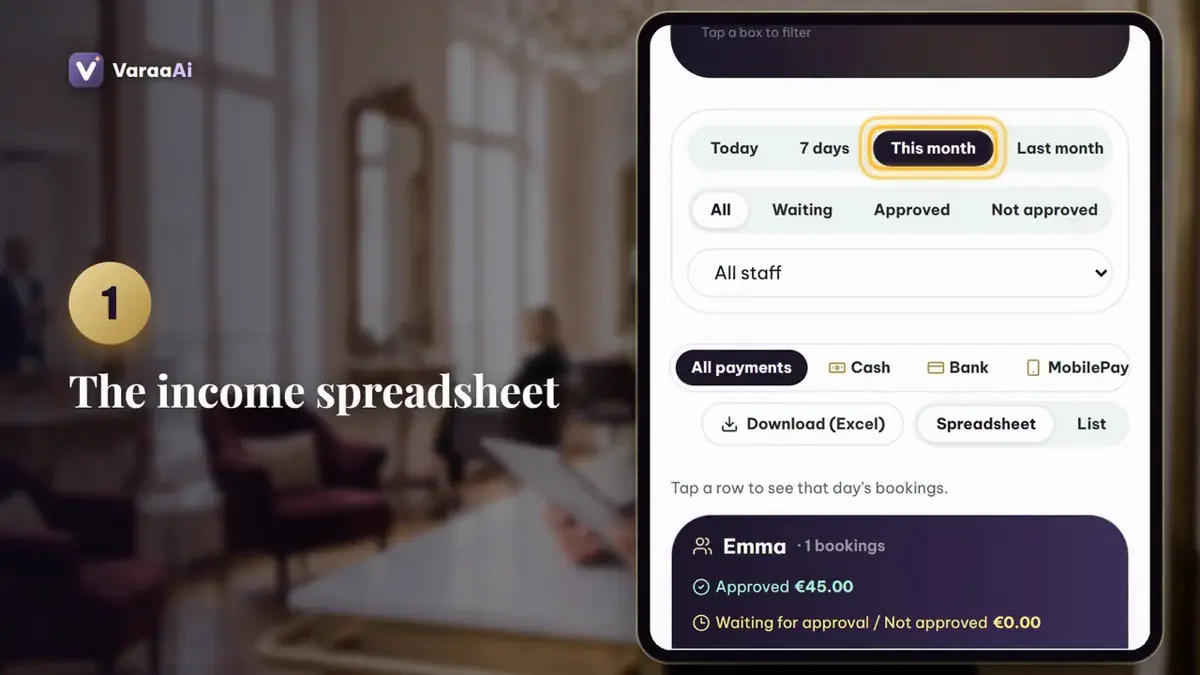 VaraaAi
1
The income spreadsheet
Tap a box to filter
Today 7 days This month Last month
All Waiting Approved Not approved
All staff
All payments Cash Bank MobilePay
Download (Excel) Spreadsheet List
Tap a row to see that day's bookings.
Emma · 1 bookings
Approved €45.00
Waiting for approval / Not approved €0.00